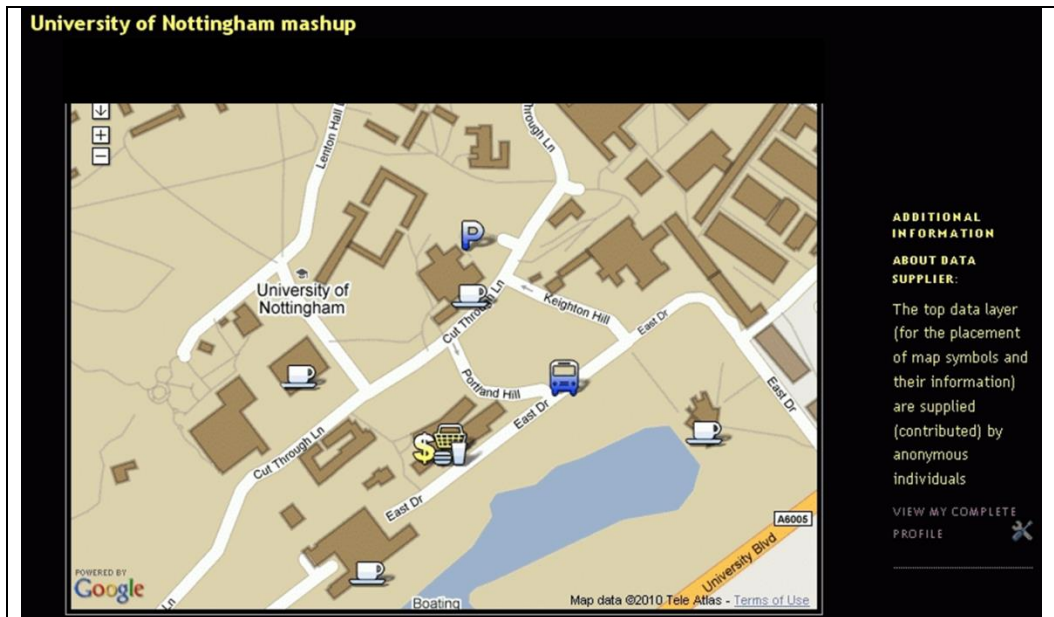 University of Nottingham mashup
Lenton Hall
Through Ln
P
University of
Nottingham
Keighton Hill
Cut Through Ln
East Dr
Portland Hill
East Dr
East Dr
Cut Through Ln
$
East Dr
A6005
University Blvd
POWERED BY
Google
Ln
Boating
Map data ©2010 Tele Atlas - Terms of Use
ADDITIONAL
INFORMATION
ABOUT DATA
SUPPLIER:
The top data layer
(for the placement
of map symbols and
their information)
are supplied
(contributed) by
anonymous
individuals
VIEW MY COMPLETE
PROFILE